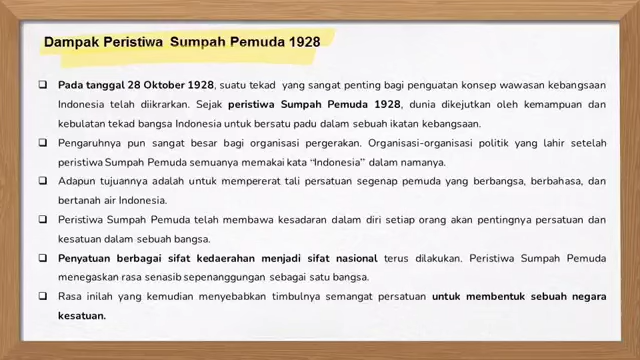 Dampak Peristiwa Sumpah Pemuda 1928
Pada tanggal 28 Oktober 1928, suatu tekad yang sangat penting bagi penguatan konsep wawasan kebangsaan
Indonesia telah diikrarkan. Sejak peristiwa Sumpah Pemuda 1928, dunia dikejutkan oleh kemampuan dan
kebulatan tekad bangsa Indonesia untuk bersatu padu dalam sebuah ikatan kebangsaan.
Pengaruhnya pun sangat besar bagi organisasi pergerakan. Organisasi-organisasi politik yang lahir setelah
peristiwa Sumpah Pemuda semuanya memakai kata “Indonesia” dalam namanya.
Adapun tujuannya adalah untuk mempererat tali persatuan segenap pemuda yang berbangsa, berbahasa, dan
bertanah air Indonesia.
Peristiwa Sumpah Pemuda telah membawa kesadaran dalam diri setiap orang akan pentingnya persatuan dan
kesatuan dalam sebuah bangsa.
Penyatuan berbagai sifat kedaerahan menjadi sifat nasional terus dilakukan. Peristiwa Sumpah Pemuda
menegaskan rasa senasib sepenanggungan sebagai satu bangsa.
Rasa inilah yang kemudian menyebabkan timbulnya semangat persatuan untuk membentuk sebuah negara
kesatuan.